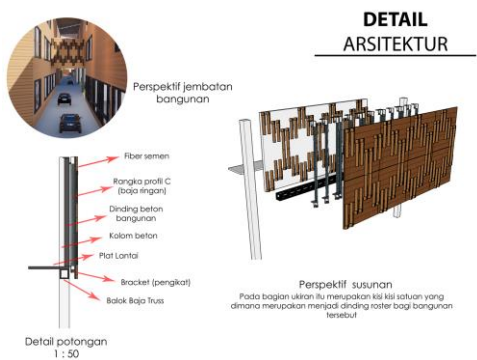 DETAIL
ARSITEKTUR
Perspektif jembatan
bangunan
Fiber semen
Rangka profil C
(baja ringan)
Dinding beton
bangunan
Kolom beton
Plat Lantai
Bracket (pengikat)
Balok Baja Truss
Detail potongan
1 : 50
Perspektif susunan
Pada bagian ukiran itu merupakan kisi kisi satuan yang
dimana merupakan menjadi dinding roster bagi bangunan
tersebut